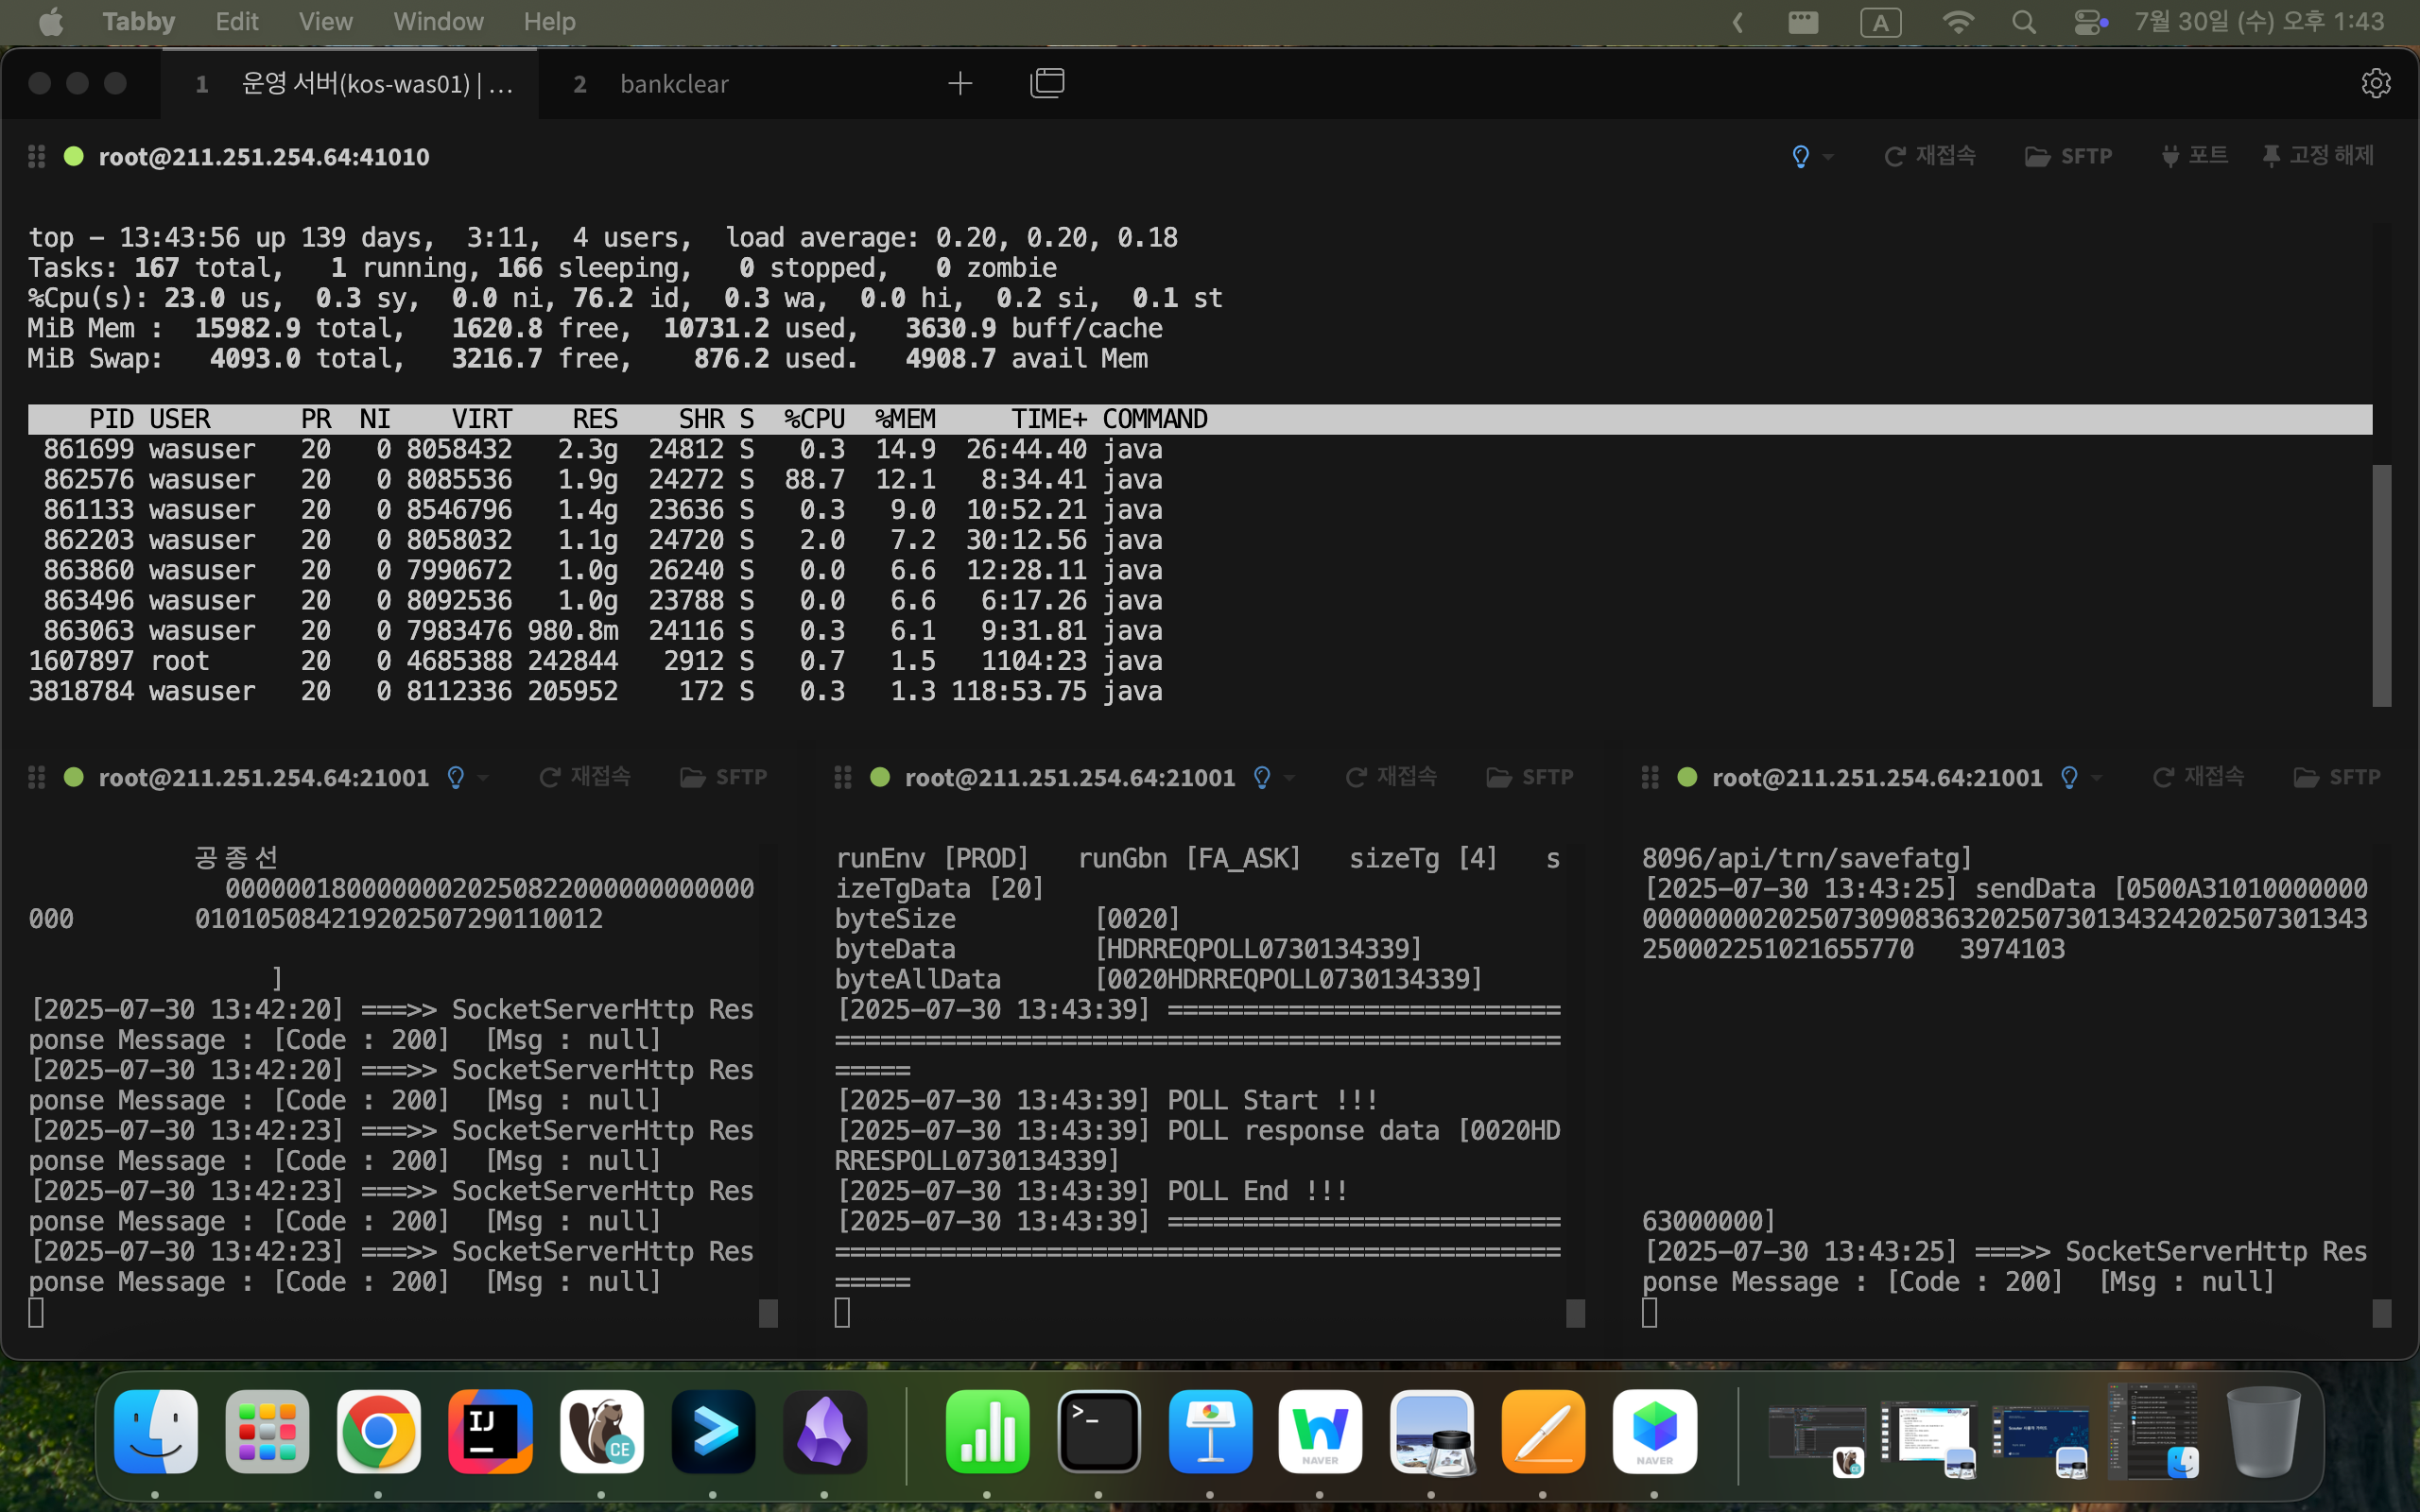 Tabby Edit View Window Help A 7월 30일 (수) 오후 1:43
1 운영 서버(kos-was01) | … 2 bankclear
root@211.251.254.64:41010 재접속 SFTP 포트 고정 해제
top – 13:43:56 up 139 days, 3:11, 4 users, load average: 0.20, 0.20, 0.18
Tasks: 167 total, 1 running, 166 sleeping, 0 stopped, 0 zombie
%Cpu(s): 23.0 us, 0.3 sy, 0.0 ni, 76.2 id, 0.3 wa, 0.0 hi, 0.2 si, 0.1 st
MiB Mem : 15982.9 total, 1620.8 free, 10731.2 used, 3630.9 buff/cache
MiB Swap: 4093.0 total, 3216.7 free, 876.2 used. 4908.7 avail Mem
PID USER PR NI VIRT RES SHR S %CPU %MEM TIME+ COMMAND
861699 wasuser 20 0 8058432 2.3g 24812 S 0.3 14.9 26:44.40 java
862576 wasuser 20 0 8085536 1.9g 24272 S 88.7 12.1 8:34.41 java
861133 wasuser 20 0 8546796 1.4g 23636 S 0.3 9.0 10:52.21 java
862203 wasuser 20 0 8058032 1.1g 24720 S 2.0 7.2 30:12.56 java
863860 wasuser 20 0 7990672 1.0g 26240 S 0.0 6.6 12:28.11 java
863496 wasuser 20 0 8092536 1.0g 23788 S 0.0 6.6 6:17.26 java
863063 wasuser 20 0 7983476 980.8m 24116 S 0.3 6.1 9:31.81 java
1607897 root 20 0 4685388 242844 2912 S 0.7 1.5 1104:23 java
3818784 wasuser 20 0 8112336 205952 172 S 0.3 1.3 118:53.75 java
root@211.251.254.64:21001 재접속 SFTP
공 종 선
00000018000000020250822000000000000
000 010105084219202507290110012
]
[2025-07-30 13:42:20] ===>> SocketServerHttp Res
ponse Message : [Code : 200] [Msg : null]
[2025-07-30 13:42:20] ===>> SocketServerHttp Res
ponse Message : [Code : 200] [Msg : null]
[2025-07-30 13:42:23] ===>> SocketServerHttp Res
ponse Message : [Code : 200] [Msg : null]
[2025-07-30 13:42:23] ===>> SocketServerHttp Res
ponse Message : [Code : 200] [Msg : null]
[2025-07-30 13:42:23] ===>> SocketServerHttp Res
ponse Message : [Code : 200] [Msg : null]
root@211.251.254.64:21001 재접속 SFTP
runEnv [PROD] runGbn [FA_ASK] sizeTg [4] s
izeTgData [20]
byteSize [0020]
byteData [HDRREQPOLL0730134339]
byteAllData [0020HDRREQPOLL0730134339]
[2025-07-30 13:43:39] ==========================
================================================
=====
[2025-07-30 13:43:39] POLL Start !!!
[2025-07-30 13:43:39] POLL response data [0020HD
RRESPOLL0730134339]
[2025-07-30 13:43:39] POLL End !!!
[2025-07-30 13:43:39] ==========================
================================================
=====
root@211.251.254.64:21001 재접속 SFTP
8096/api/trn/savefatg]
[2025-07-30 13:43:25] sendData [0500A31010000000
000000002025073090836320250730134324202507301343
250002251021655770 3974103
63000000]
[2025-07-30 13:43:25] ===>> SocketServerHttp Res
ponse Message : [Code : 200] [Msg : null]
IJ CE >_ NAVER NAVER